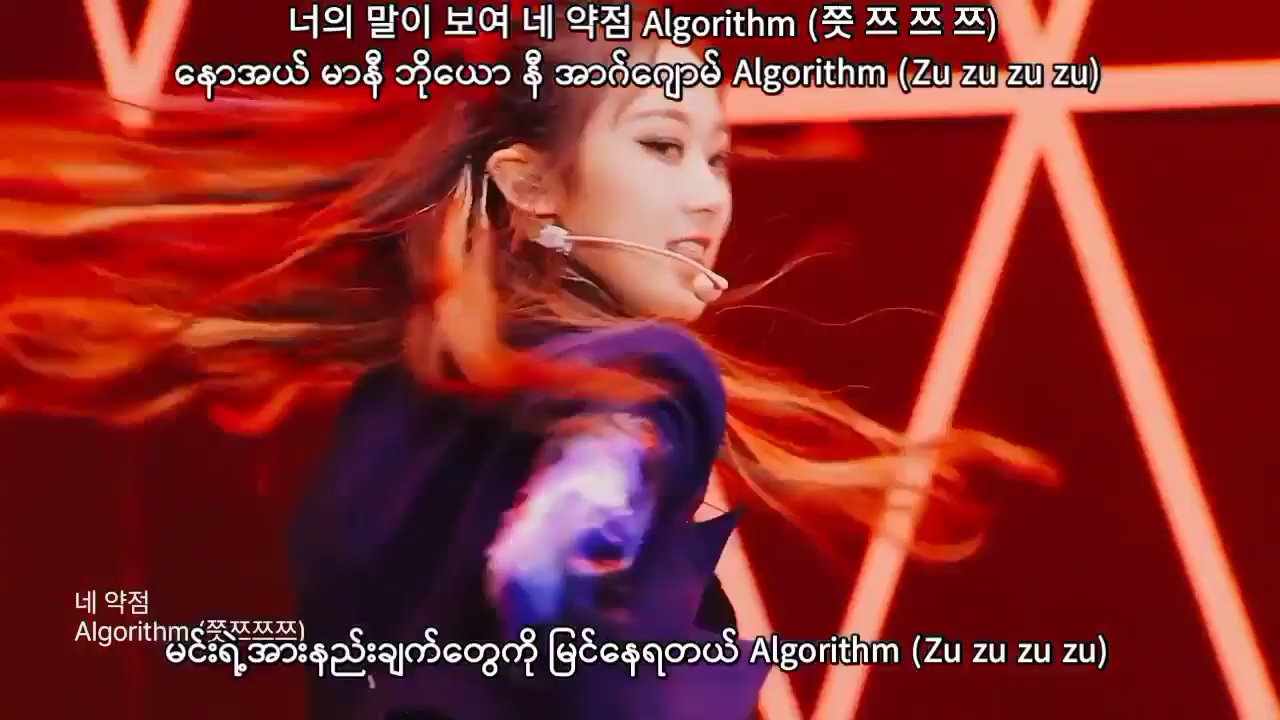 너의 말이 보여 네 약점 Algorithm (쯧 쯔 쯔 쯔)
နောအယ် မာနီ ဘိုယော နီ အာဂ်ဂျောမ် Algorithm (Zu zu zu zu)
네 약점
Algorithm (쯧쯔쯔쯔)
မင်းရဲ့အားနည်းချက်တွေကို မြင်နေရတယ် Algorithm (Zu zu zu zu)